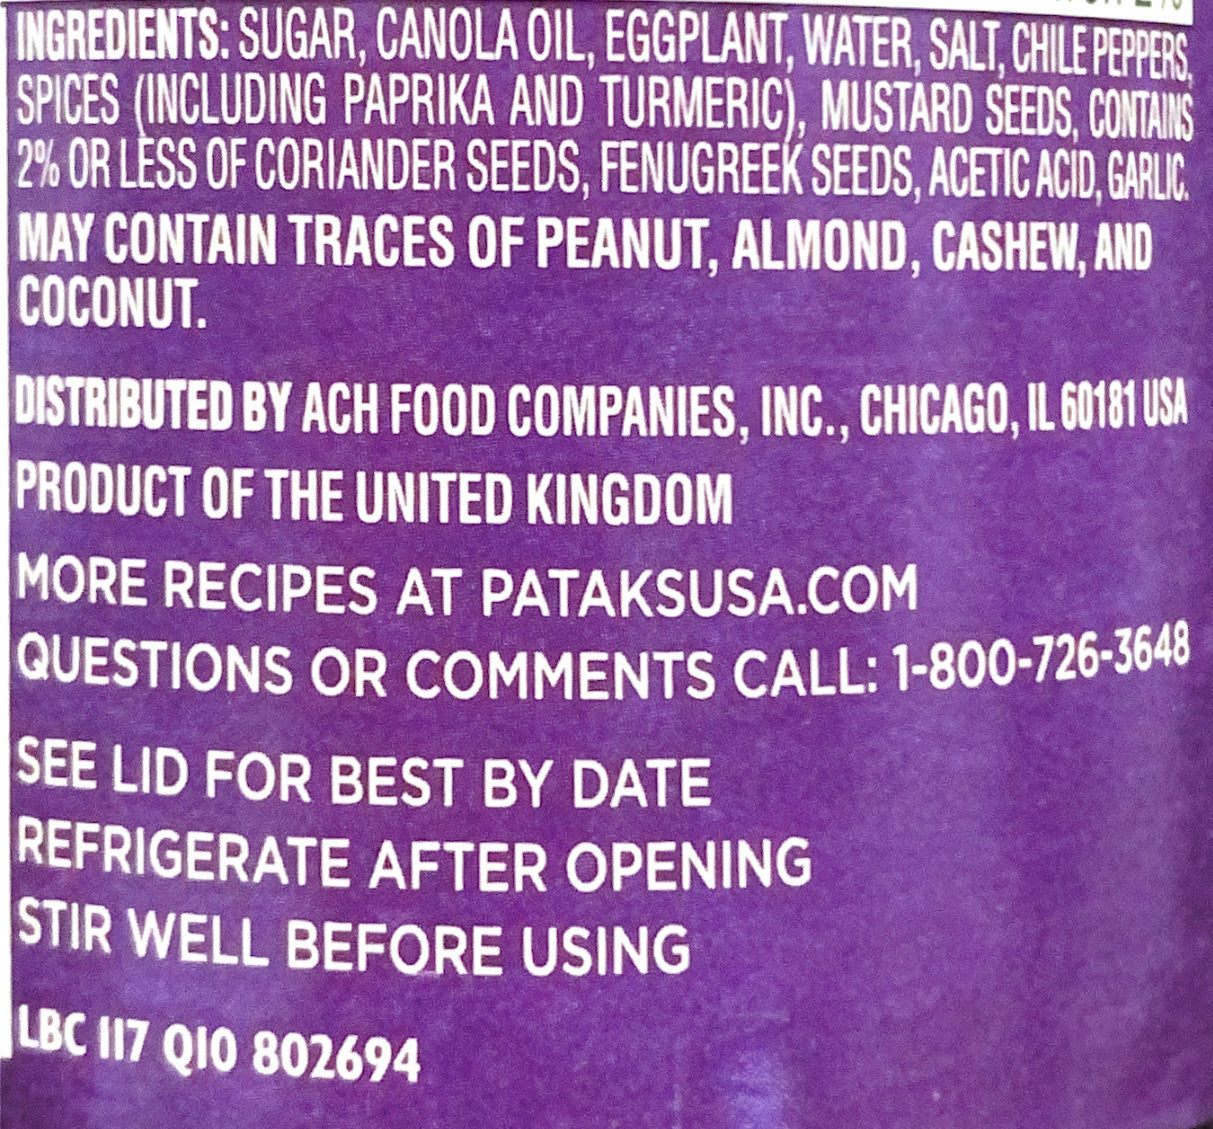 INGREDIENTS: SUGAR, CANOLA OIL, EGGPLANT, WATER, SALT, CHILE PEPPERS,
SPICES (INCLUDING PAPRIKA AND TURMERIC), MUSTARD SEEDS, CONTAINS
2% OR LESS OF CORIANDER SEEDS, FENUGREEK SEEDS, ACETIC ACID, GARLIC.
MAY CONTAIN TRACES OF PEANUT, ALMOND, CASHEW, AND
COCONUT.
DISTRIBUTED BY ACH FOOD COMPANIES, INC., CHICAGO, IL 60181 USA
PRODUCT OF THE UNITED KINGDOM
MORE RECIPES AT PATAKSUSA.COM
QUESTIONS OR COMMENTS CALL: 1-800-726-3648
SEE LID FOR BEST BY DATE
REFRIGERATE AFTER OPENING
STIR WELL BEFORE USING
LBC 117 Q10 802694